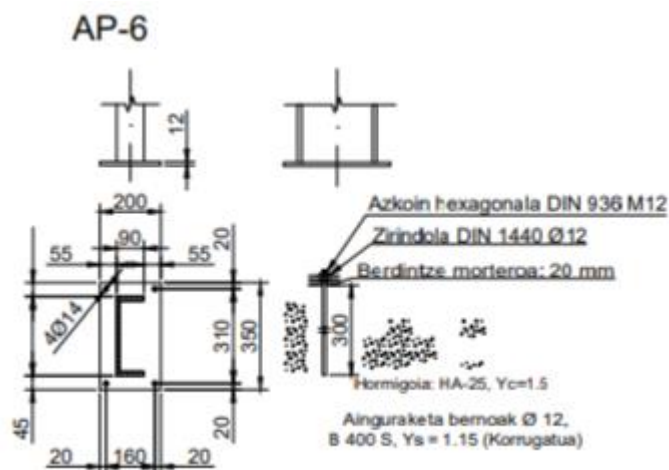 AP-6
12
200
90
55
55
20
4Ø14
310
350
45
20
20
160
20
Azkoin hexagonala DIN 936 M12
Zirindola DIN 1440 Ø12
Berdintze morteroa: 20 mm
300
Hormigoia: HA-25, Yc=1.5
Ainguraketa bernoak Ø 12,
B 400 S, Ys = 1.15 (Korrugatua)